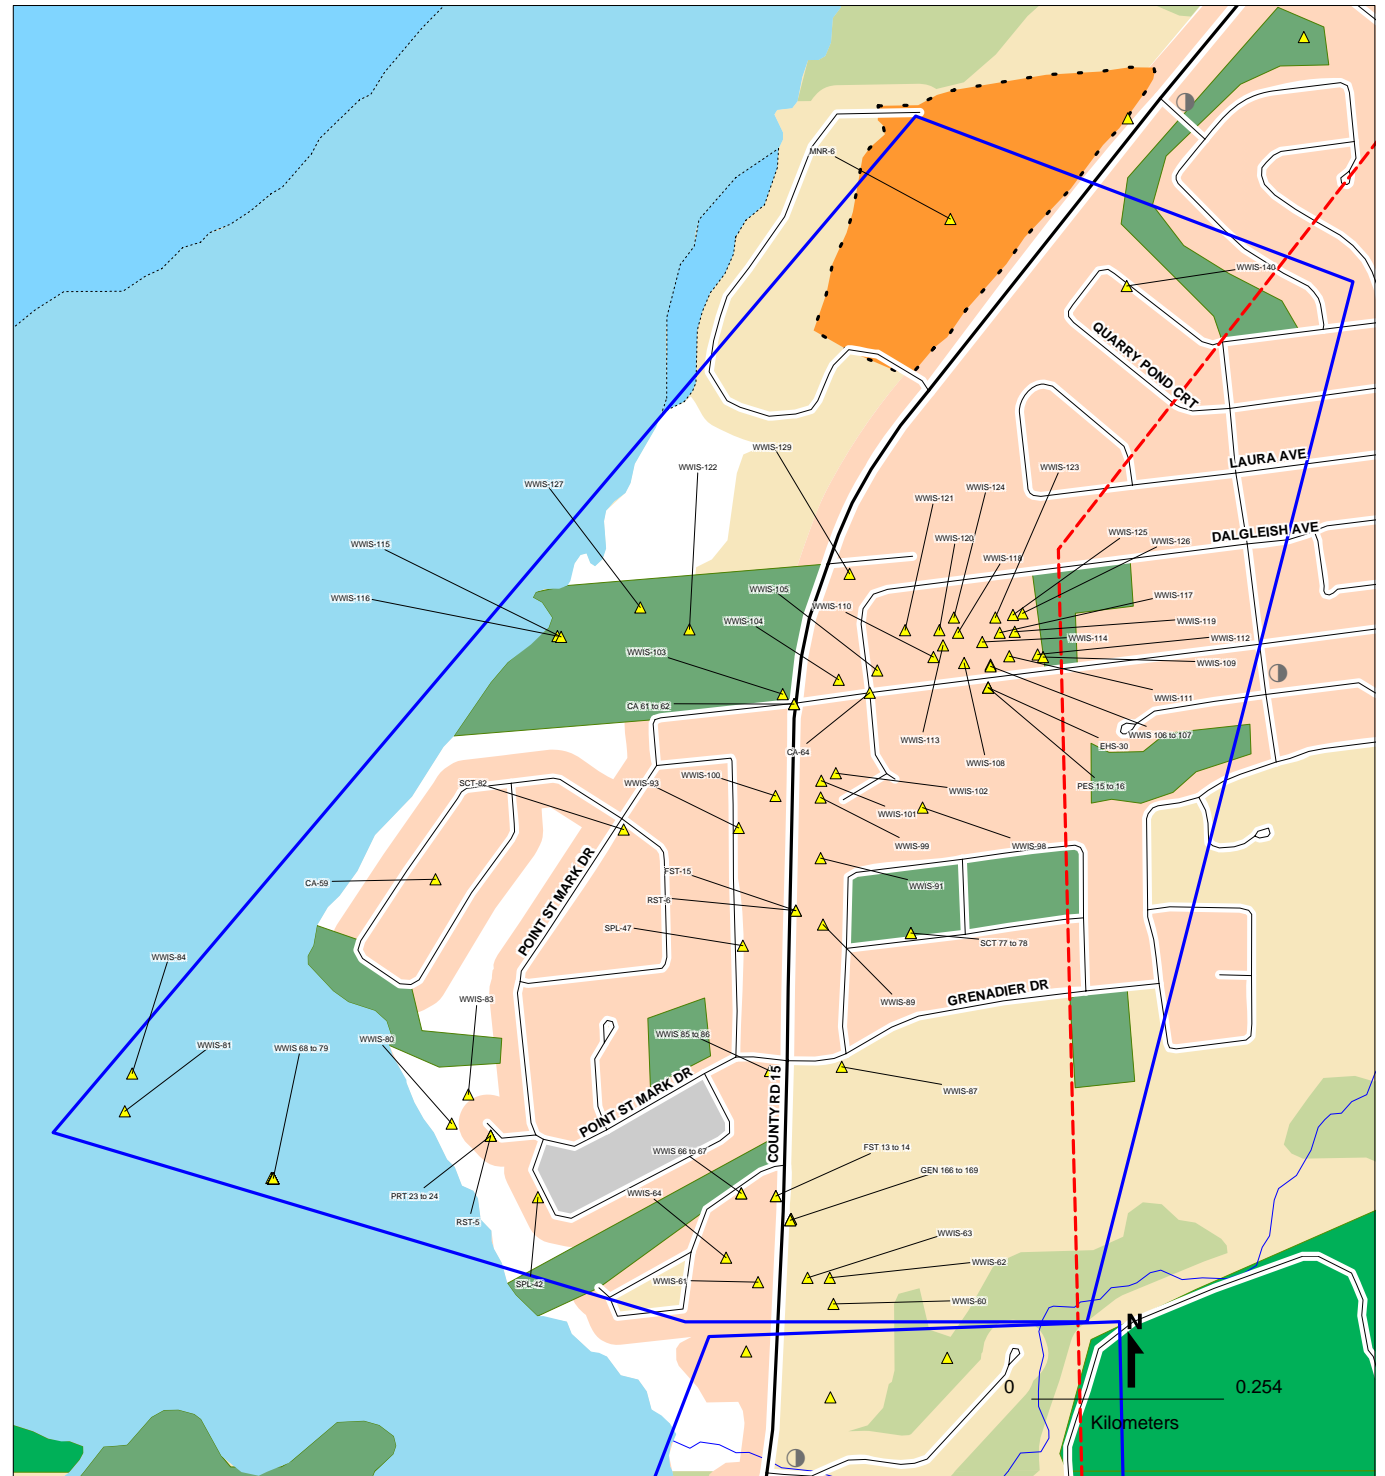 MNR-6
WWIS-140
QUARRY POND CRT
WWIS-129
LAURA AVE
WWIS-122
WWIS-123
WWIS-127
WWIS-124
WWIS-121
DALGLEISH AVE
WWIS-125
WWIS-120
WWIS-126
WWIS-115
WWIS-118
WWIS-105
WWIS-117
WWIS-116
WWIS-110
WWIS-104
WWIS-119
WWIS-114
WWIS-112
WWIS-103
WWIS-109
WWIS-111
CA 61 to 62
WWIS 106 to 107
WWIS-113
CA-64
EHS-30
WWIS-108
WWIS-100
SCT-82
WWIS-93
PES 15 to 16
WWIS-102
WWIS-101
WWIS-99
WWIS-98
FST-15
CA-59
WWIS-91
RST-6
POINT ST MARK DR
SPL-47
SCT 77 to 78
WWIS-84
GRENADIER DR
WWIS-83
WWIS-89
WWIS 85 to 86
WWIS-80
WWIS-81
WWIS 68 to 79
WWIS-87
POINT ST MARK DR
COUNTY RD 15
WWIS 66 to 67
FST 13 to 14
GEN 166 to 169
PRT 23 to 24
WWIS-64
RST-5
WWIS-63
WWIS-62
SPL-42
WWIS-61
WWIS-60
N
0 0.254
Kilometers